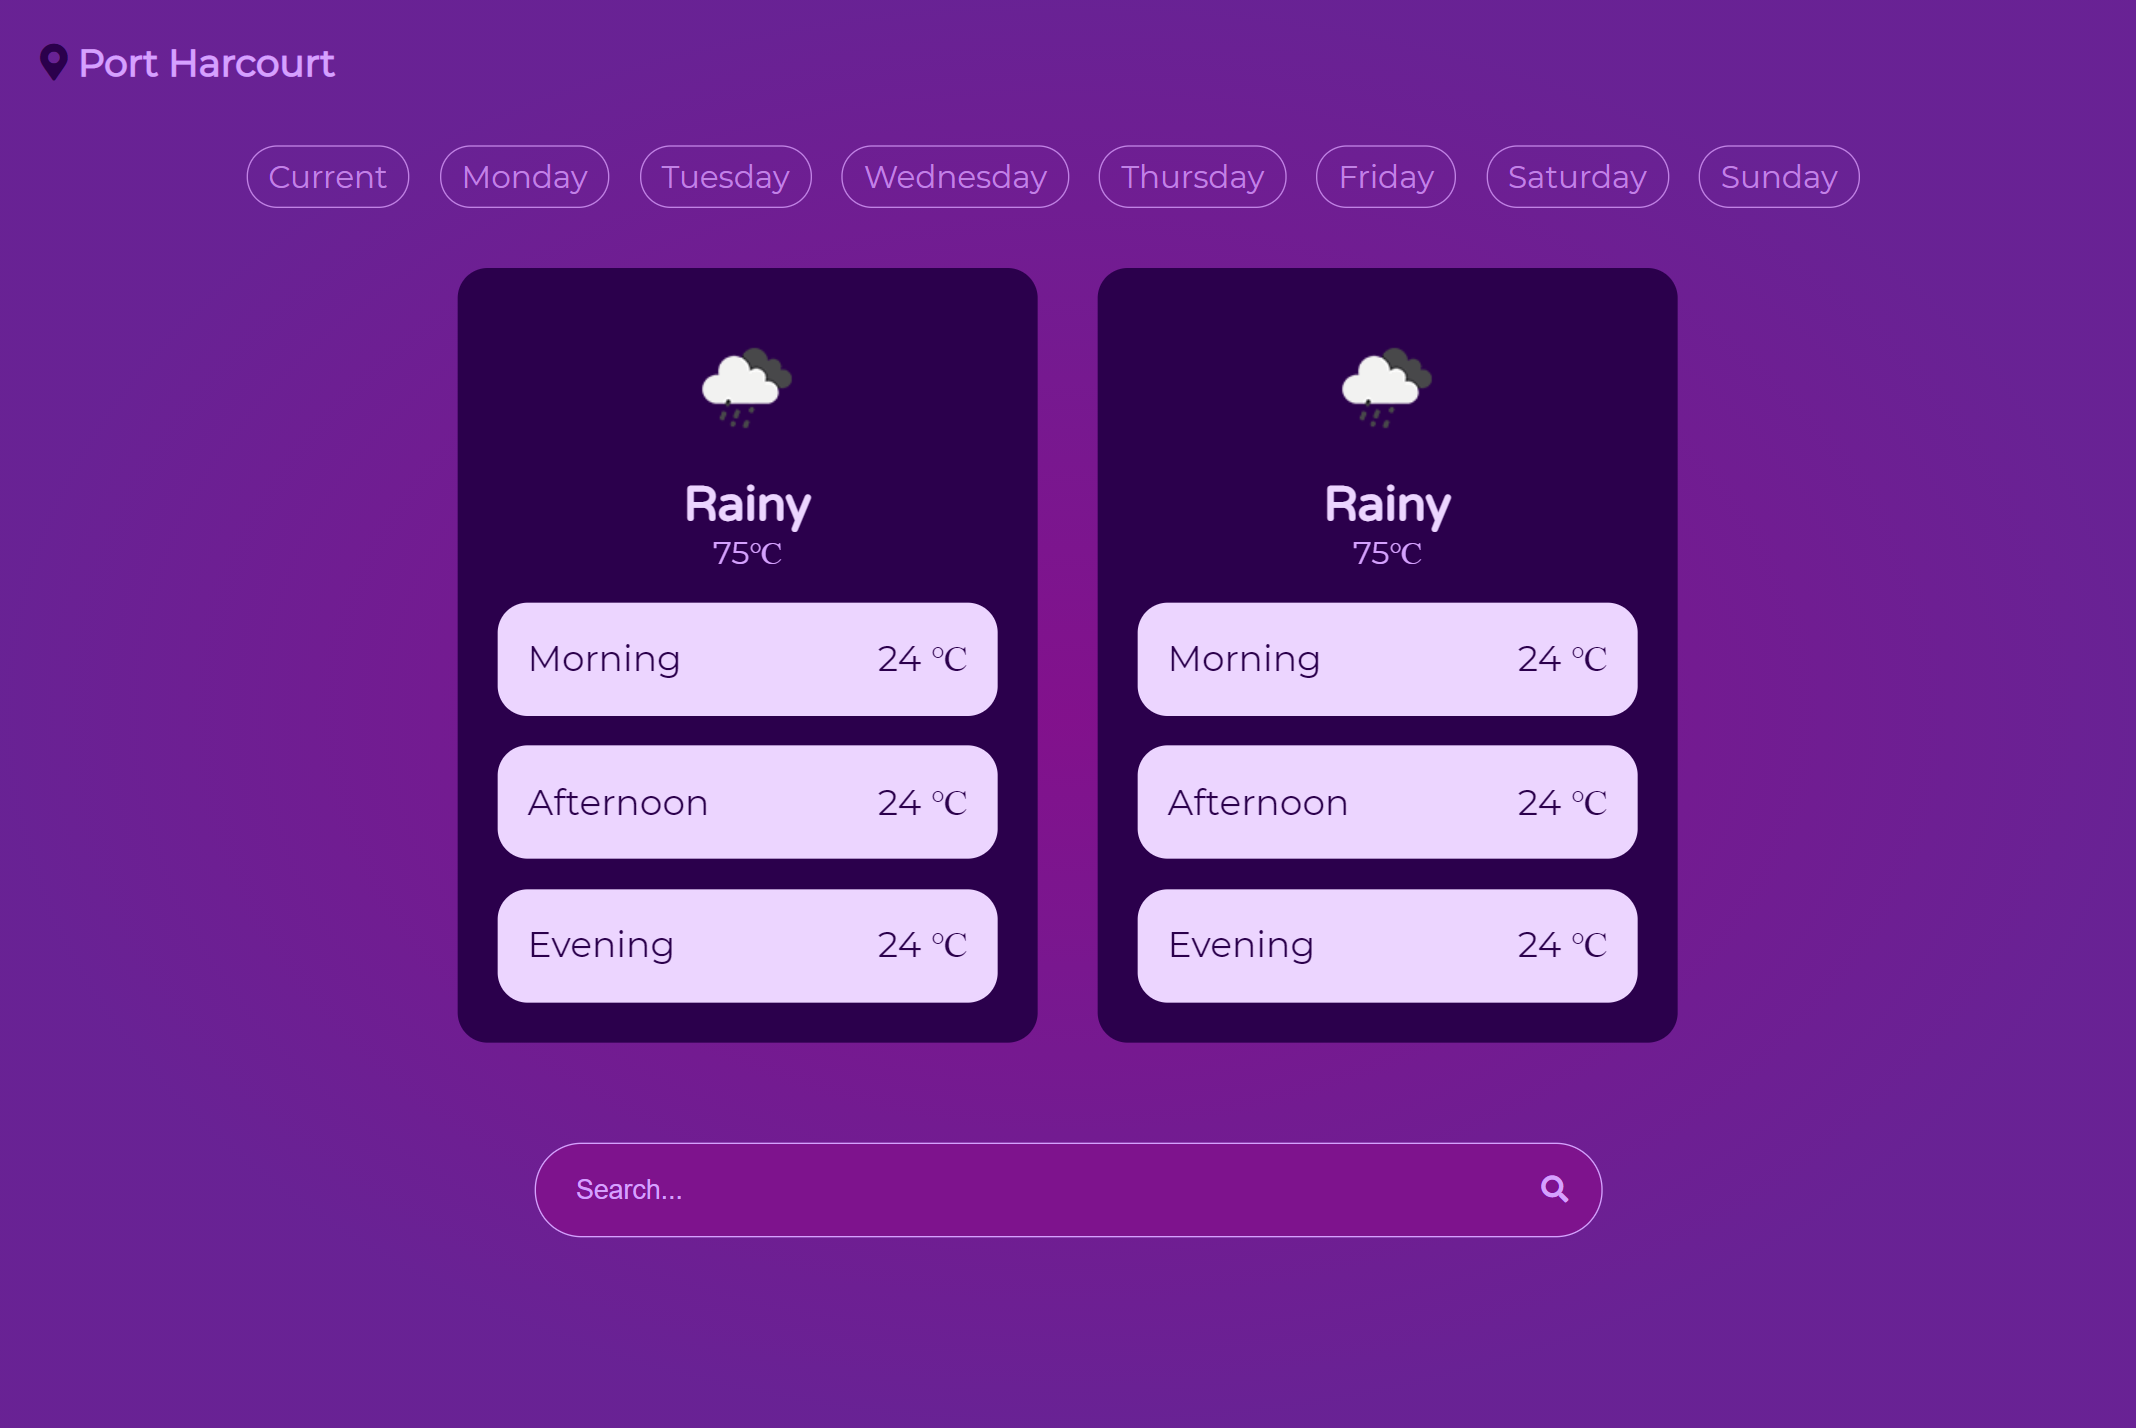 Port Harcourt
Current Monday Tuesday Wednesday Thursday Friday Saturday Sunday
Rainy
75℃
Morning 24 ℃
Afternoon 24 ℃
Evening 24 ℃
Rainy
75℃
Morning 24 ℃
Afternoon 24 ℃
Evening 24 ℃
Search...